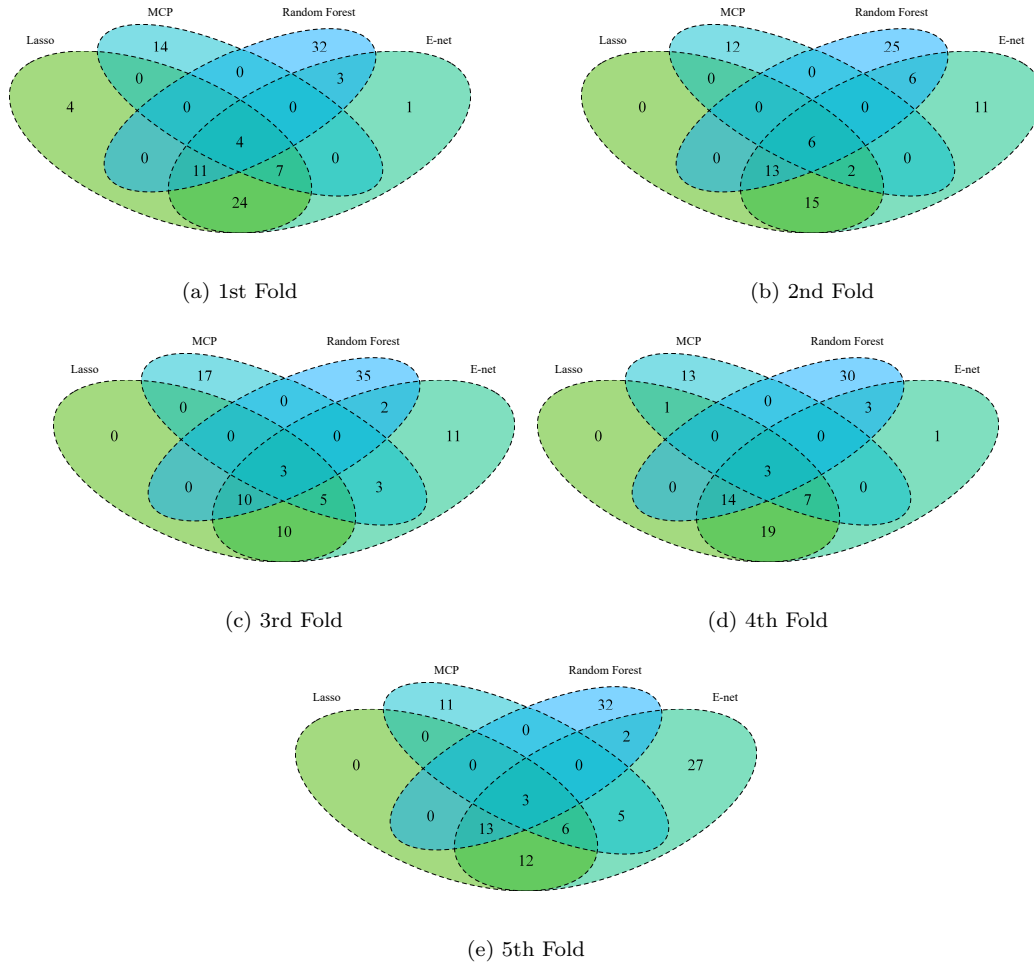 MCP Random Forest
Lasso E-net
14 32
0 0 3
4 0 0 1
4
0 11 7 0
24
(a) 1st Fold
MCP Random Forest
Lasso E-net
12 25
0 0 6
0 0 0 11
6
0 13 2 0
15
(b) 2nd Fold
MCP Random Forest
Lasso E-net
17 35
0 0 2
0 0 0 11
3
0 10 5 3
10
(c) 3rd Fold
MCP Random Forest
Lasso E-net
13 30
1 0 3
0 0 0 1
3
0 14 7 0
19
(d) 4th Fold
MCP Random Forest
Lasso E-net
11 32
0 0 2
0 0 0 27
3
0 13 6 5
12
(e) 5th Fold